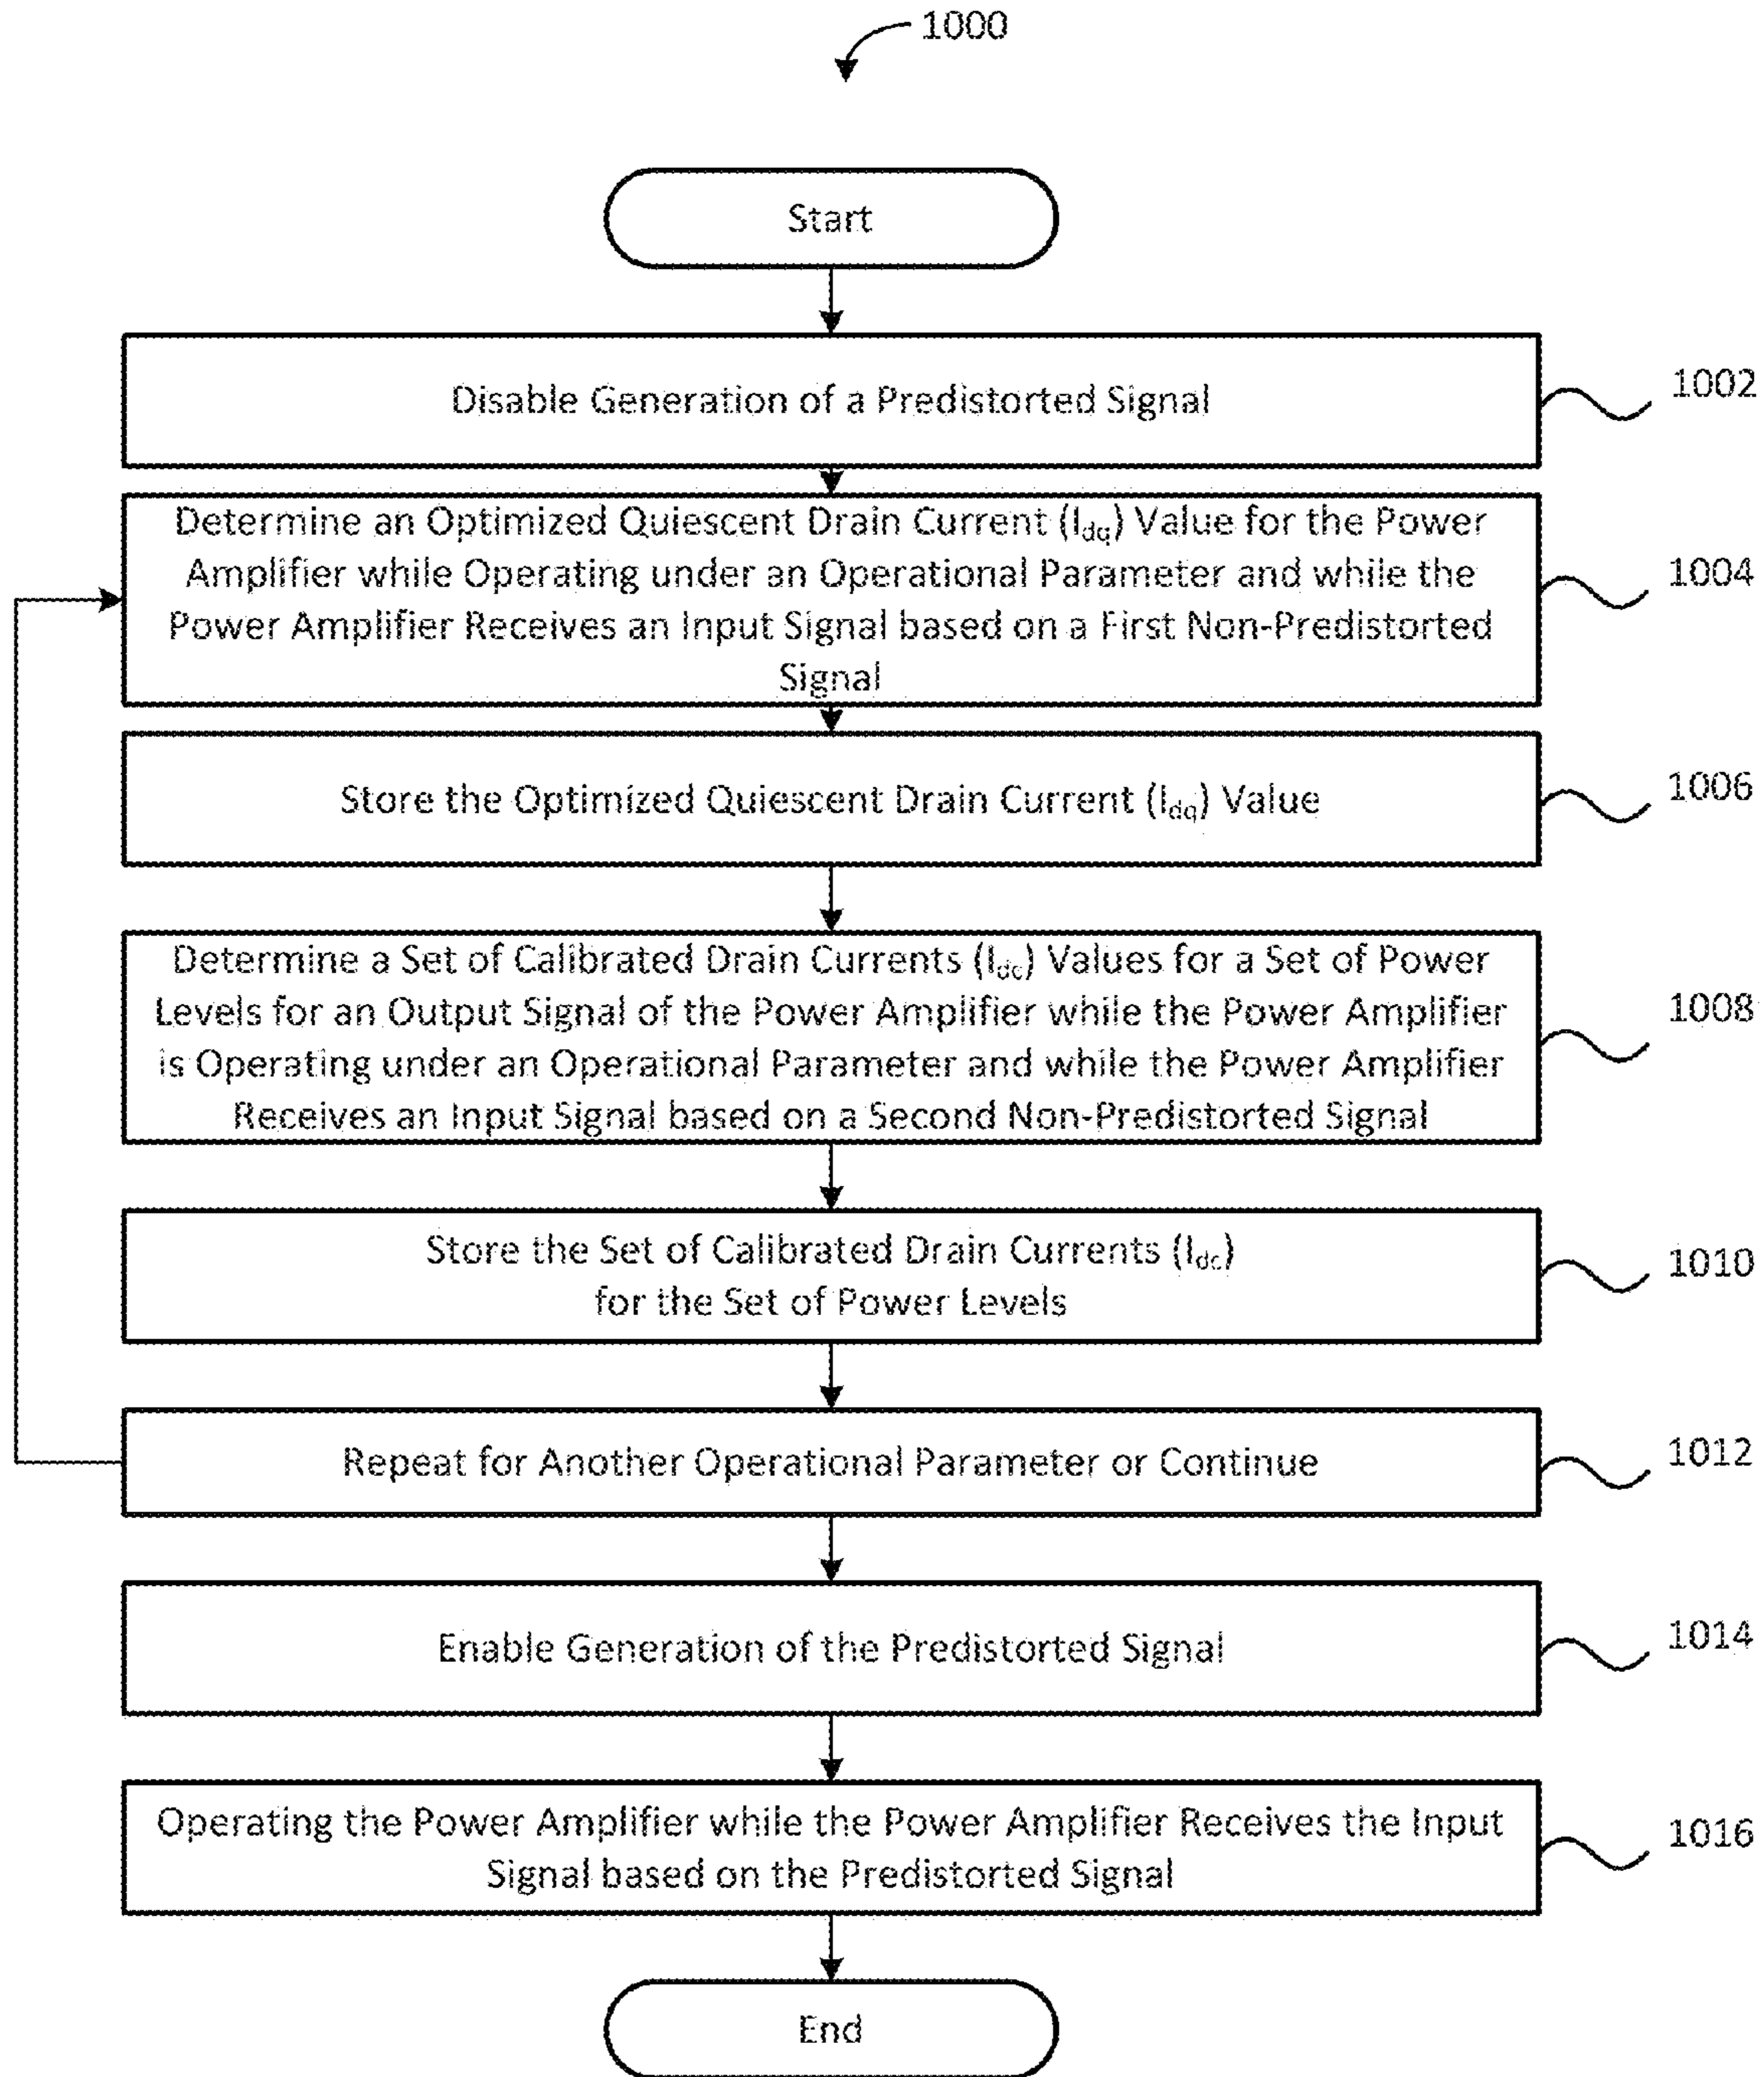 1000
Start
Disable Generation of a Predistorted Signal
1002
Determine an Optimized Quiescent Drain Current (Idq) Value for the Power
Amplifier while Operating under an Operational Parameter and while the
Power Amplifier Receives an Input Signal based on a First Non-Predistorted
Signal
1004
Store the Optimized Quiescent Drain Current (Idq) Value
1006
Determine a Set of Calibrated Drain Currents (Idc) Values for a Set of Power
Levels for an Output Signal of the Power Amplifier while the Power Amplifier
is Operating under an Operational Parameter and while the Power Amplifier
Receives an Input Signal based on a Second Non-Predistorted Signal
1008
Store the Set of Calibrated Drain Currents (Idc)
for the Set of Power Levels
1010
Repeat for Another Operational Parameter or Continue
1012
Enable Generation of the Predistorted Signal
1014
Operating the Power Amplifier while the Power Amplifier Receives the Input
Signal based on the Predistorted Signal
1016
End